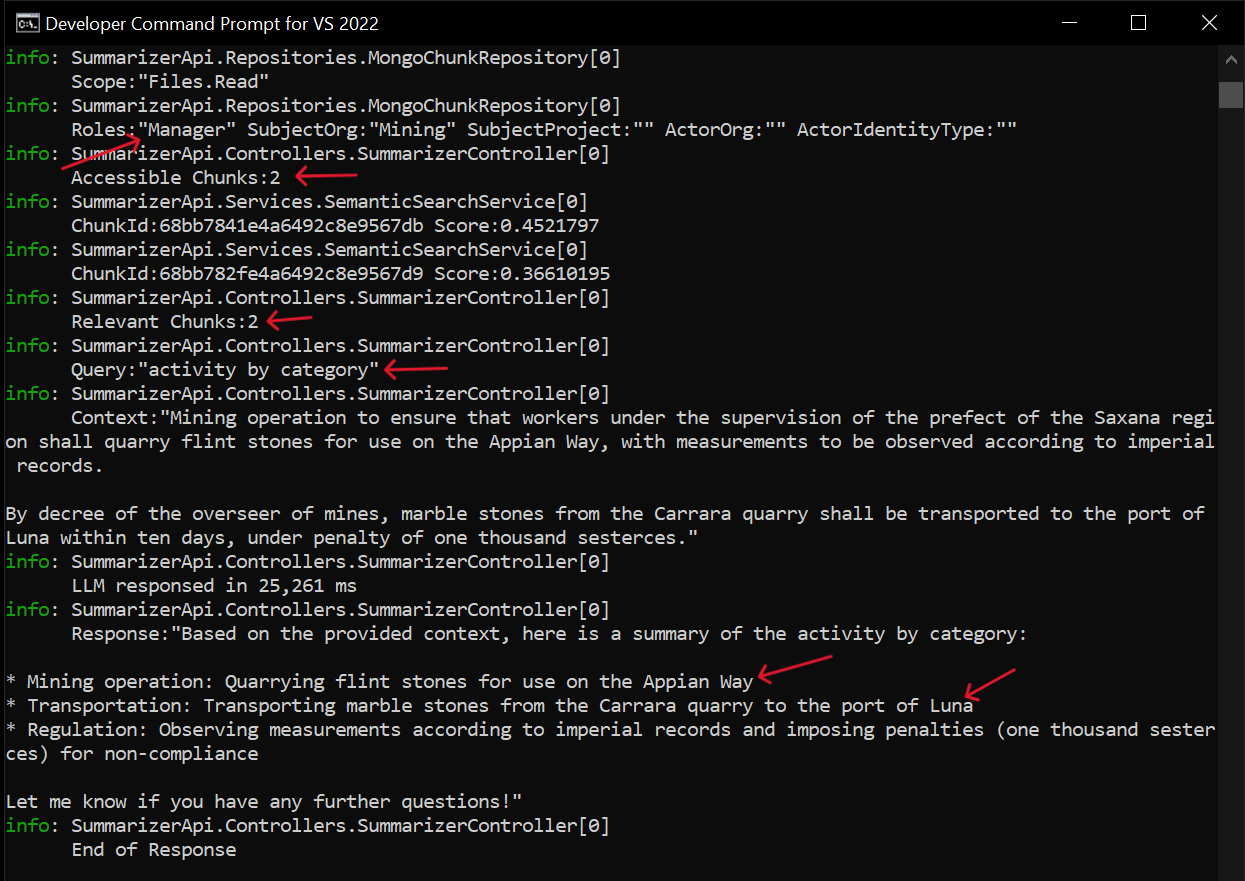 Developer Command Prompt for VS 2022
info: SummarizerApi.Repositories.MongoChunkRepository[0]
      Scope:"Files.Read"
info: SummarizerApi.Repositories.MongoChunkRepository[0]
      Roles:"Manager" SubjectOrg:"Mining" SubjectProject:"" ActorOrg:"" ActorIdentityType:""
info: SummarizerApi.Controllers.SummarizerController[0]
      Accessible Chunks:2
info: SummarizerApi.Services.SemanticSearchService[0]
      ChunkId:68bb7841e4a6492c8e9567db Score:0.4521797
info: SummarizerApi.Services.SemanticSearchService[0]
      ChunkId:68bb782fe4a6492c8e9567d9 Score:0.36610195
info: SummarizerApi.Controllers.SummarizerController[0]
      Relevant Chunks:2
info: SummarizerApi.Controllers.SummarizerController[0]
      Query:"activity by category"
info: SummarizerApi.Controllers.SummarizerController[0]
      Context:"Mining operation to ensure that workers under the supervision of the prefect of the Saxana regi
on shall quarry flint stones for use on the Appian Way, with measurements to be observed according to imperial
 records.

By decree of the overseer of mines, marble stones from the Carrara quarry shall be transported to the port of
Luna within ten days, under penalty of one thousand sesterces."
info: SummarizerApi.Controllers.SummarizerController[0]
      LLM responsed in 25,261 ms
info: SummarizerApi.Controllers.SummarizerController[0]
      Response:"Based on the provided context, here is a summary of the activity by category:

* Mining operation: Quarrying flint stones for use on the Appian Way
* Transportation: Transporting marble stones from the Carrara quarry to the port of Luna
* Regulation: Observing measurements according to imperial records and imposing penalties (one thousand sester
ces) for non-compliance

Let me know if you have any further questions!"
info: SummarizerApi.Controllers.SummarizerController[0]
      End of Response